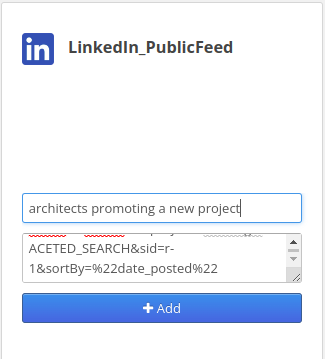 in
LinkedIn_PublicFeed
architects promoting a new project
ACETED_SEARCH&sid=r-
1&sortBy=%22date_posted%22
+ Add